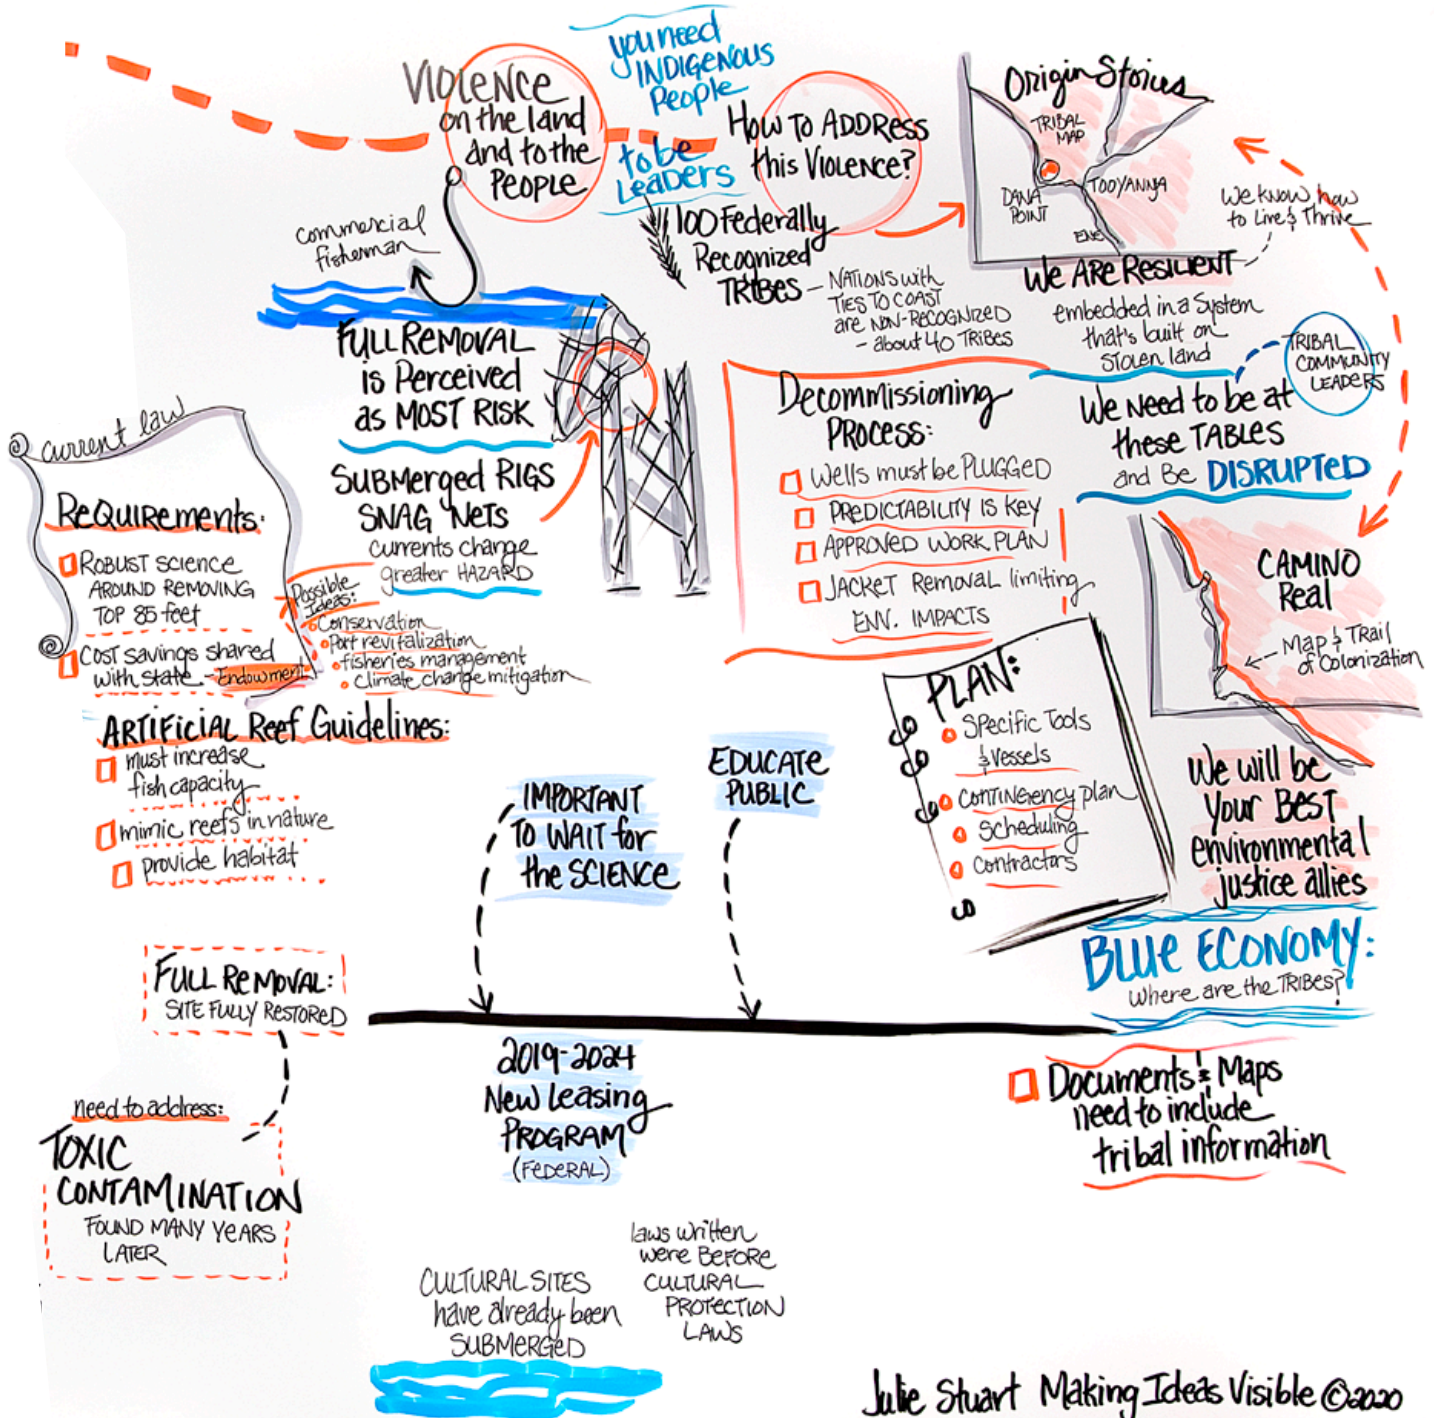 VIOLENCE
on the land
and to the
PEOPLE
you need
INDIGENOUS
People
to be
LEADERS
How To ADDRESS
this VIOLENCE?
commercial
fisherman
100 Federally
Recognized
TRIBES
- NATIONS with
TIES TO COAST
are NON-RECOGNIZED
- about 40 TRIBES
Origin Stories
TRIBAL
MAP
DANA
POINT
TOOYANNA
We know how
to Live & Thrive
WE ARE RESILIENT
embedded in a System
that's built on
STOLEN land
TRIBAL
COMMUNITY
LEADERS
We Need to be at
these TABLES
and Be DISRUPTED
FULL REMOVAL
is Perceived
as MOST RISK
SUBMERGED RIGS
SNAG NETS
currents change
greater HAZARD
current law
ReQUIREMENTS:
ROBUST SCIENCE
AROUND REMOVING
TOP 85 feet
COST SAVINGS shared
with state - Endowment
Possible
Ideas:
Conservation
Port revitalization
fisheries management
Climate change mitigation
ARTIFICIAL Reef Guidelines:
must increase
fish capacity
mimic reefs in nature
provide habitat
Decommissioning
PROCESS:
Wells must be PLUGGED
PREDICTABILITY IS KEY
APPROVED WORK PLAN
JACKET REMOVAL limiting
ENV. IMPACTS
CAMINO
Real
Map & Trail
of Colonization
PLAN:
Specific Tools
& Vessels
CONTINGENCY plan
Scheduling
Contractors
We will be
your BEST
environmental
justice allies
IMPORTANT
TO WAIT for
the SCIENCE
EDUCATE
PUBLIC
BLUE ECONOMY:
Where are the TRIBES?
FULL REMOVAL:
SITE FULLY RESTORED
need to address:
TOXIC
CONTAMINATION
FOUND MANY YEARS
LATER
2019-2024
New Leasing
PROGRAM
(FEDERAL)
Documents & Maps
need to include
tribal information
CULTURAL SITES
have already been
SUBMERGED
laws written
were BEFORE
CULTURAL
PROTECTION
LAWS
Julie Stuart Making Ideas Visible ©2020